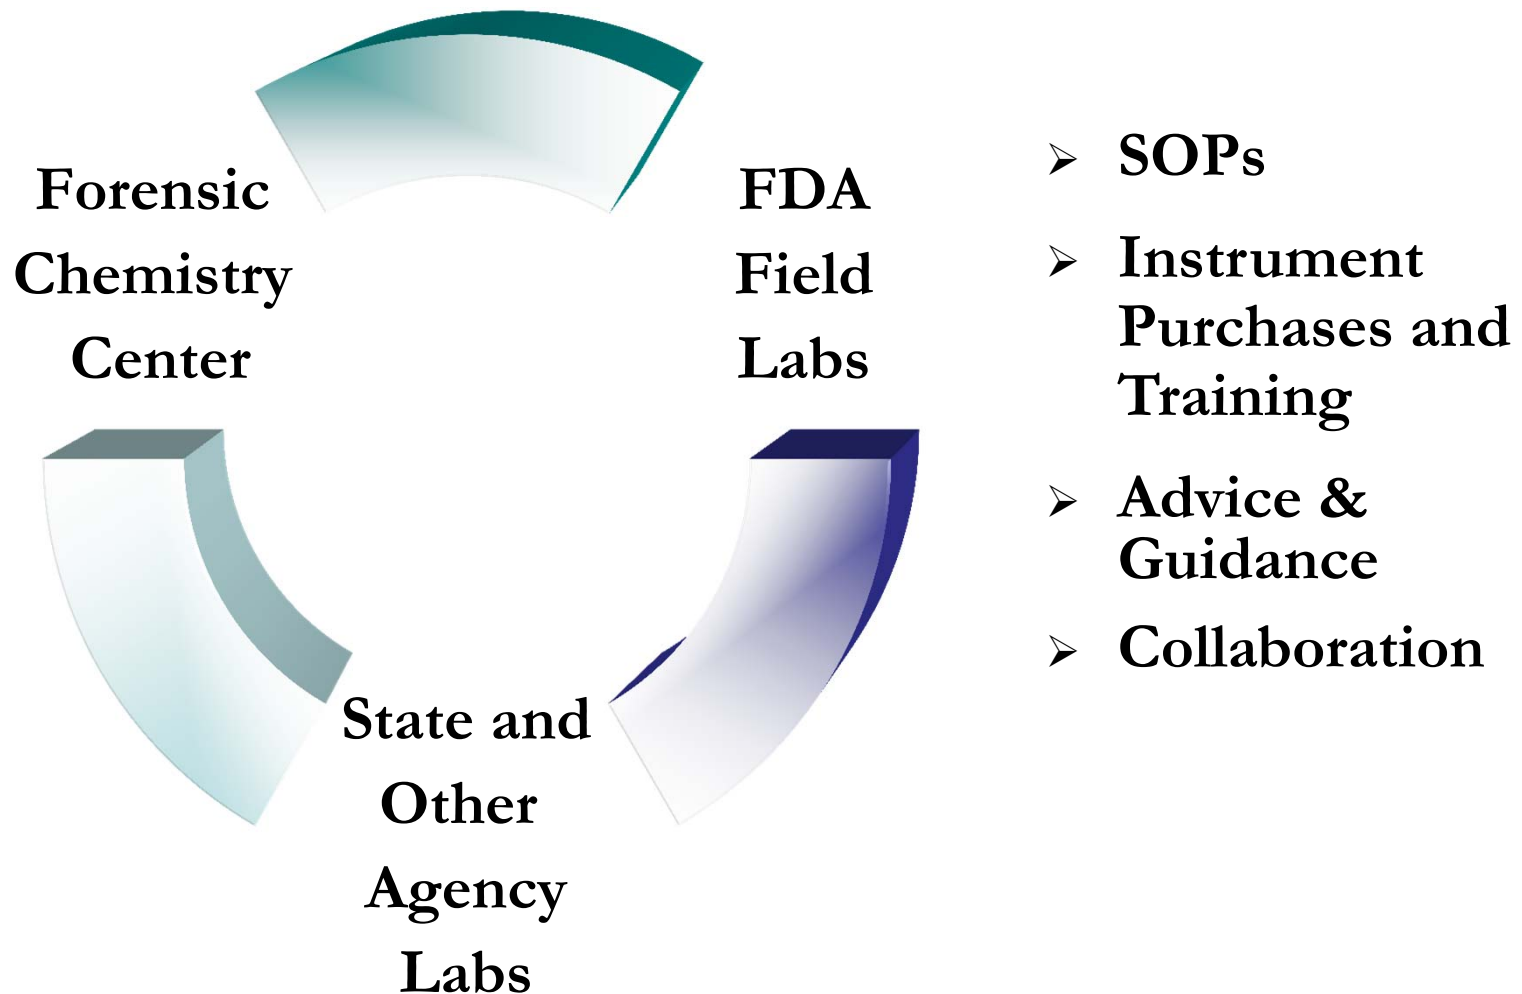 Forensic
Chemistry
Center
FDA
Field
Labs
State and
Other
Agency
Labs
➢ SOPs
➢ Instrument
Purchases and
Training
➢ Advice &
Guidance
➢ Collaboration